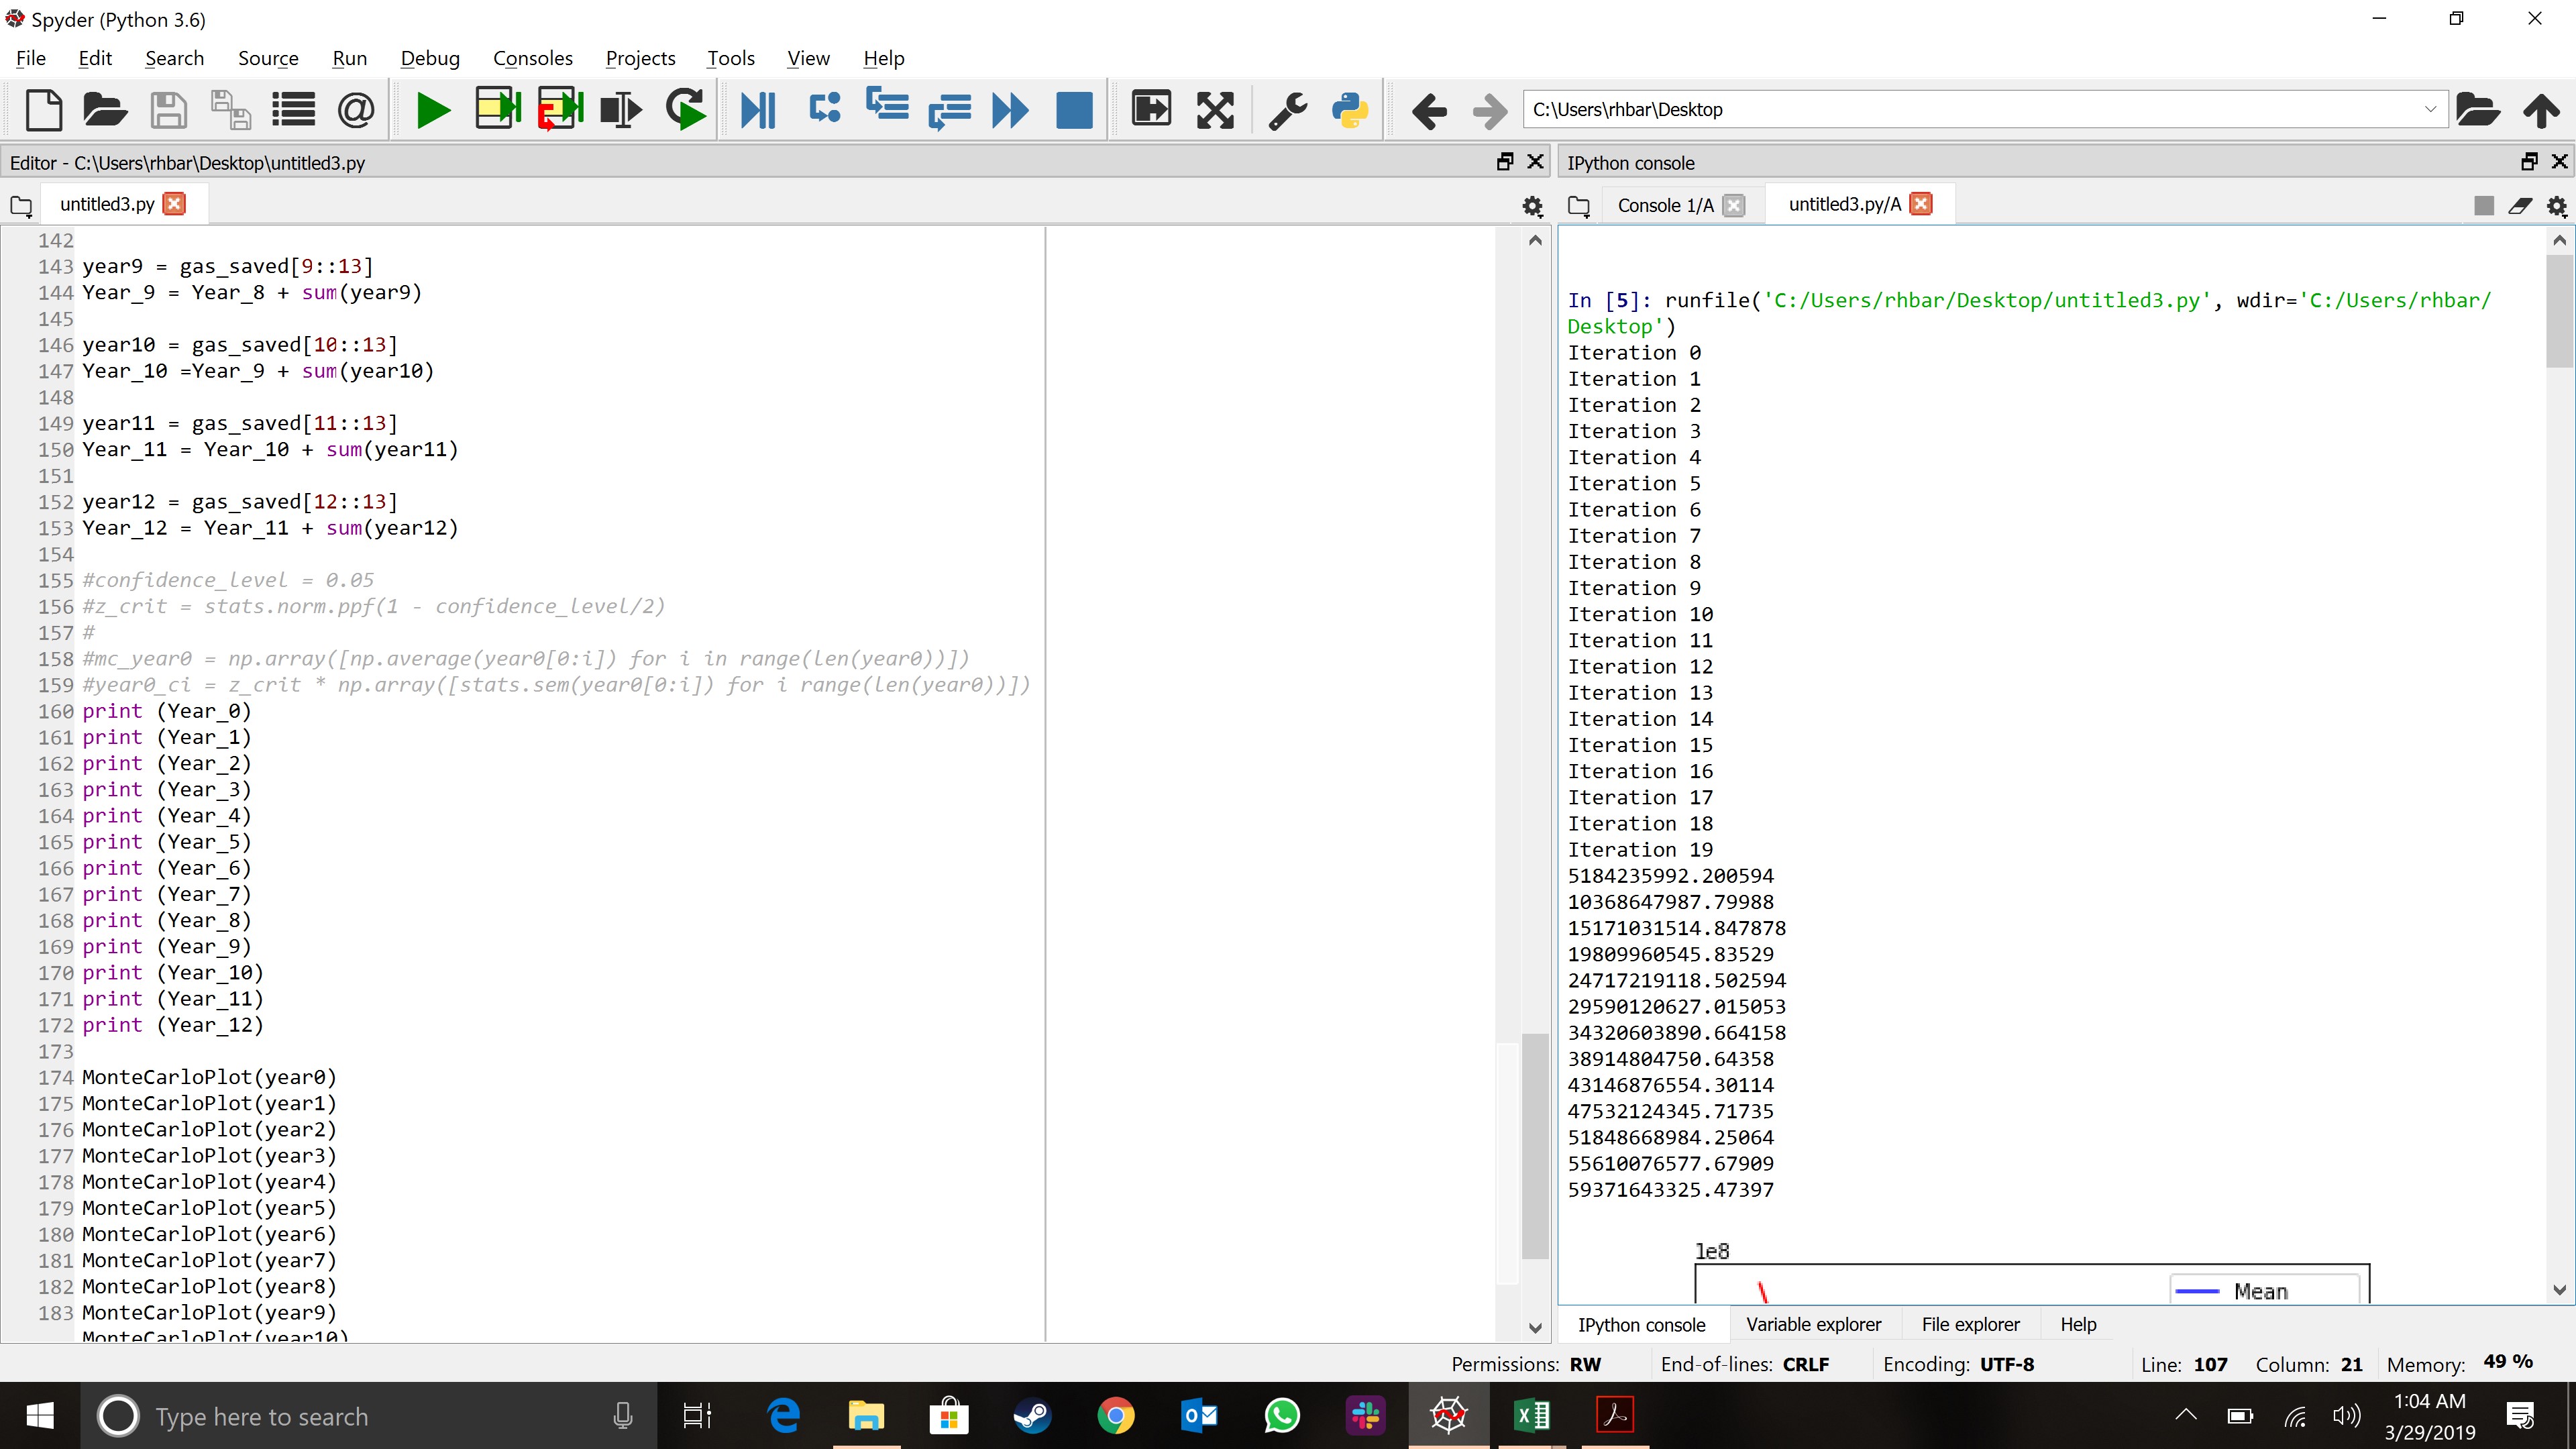 Spyder (Python 3.6)
File Edit Search Source Run Debug Consoles Projects Tools View Help
C:\Users\rhbar\Desktop
Editor - C:\Users\rhbar\Desktop\untitled3.py
untitled3.py
142
143 year9 = gas_saved[9::13]
144 Year_9 = Year_8 + sum(year9)
145
146 year10 = gas_saved[10::13]
147 Year_10 =Year_9 + sum(year10)
148
149 year11 = gas_saved[11::13]
150 Year_11 = Year_10 + sum(year11)
151
152 year12 = gas_saved[12::13]
153 Year_12 = Year_11 + sum(year12)
154
155 #confidence_level = 0.05
156 #z_crit = stats.norm.ppf(1 - confidence_level/2)
157 #
158 #mc_year0 = np.array([np.average(year0[0:i]) for i in range(len(year0))])
159 #year0_ci = z_crit * np.array([stats.sem(year0[0:i]) for i range(len(year0))])
160 print (Year_0)
161 print (Year_1)
162 print (Year_2)
163 print (Year_3)
164 print (Year_4)
165 print (Year_5)
166 print (Year_6)
167 print (Year_7)
168 print (Year_8)
169 print (Year_9)
170 print (Year_10)
171 print (Year_11)
172 print (Year_12)
173
174 MonteCarloPlot(year0)
175 MonteCarloPlot(year1)
176 MonteCarloPlot(year2)
177 MonteCarloPlot(year3)
178 MonteCarloPlot(year4)
179 MonteCarloPlot(year5)
180 MonteCarloPlot(year6)
181 MonteCarloPlot(year7)
182 MonteCarloPlot(year8)
183 MonteCarloPlot(year9)
MonteCarloPlot(year10)
IPython console
Console 1/A untitled3.py/A
In [5]: runfile('C:/Users/rhbar/Desktop/untitled3.py', wdir='C:/Users/rhbar/
Desktop')
Iteration 0
Iteration 1
Iteration 2
Iteration 3
Iteration 4
Iteration 5
Iteration 6
Iteration 7
Iteration 8
Iteration 9
Iteration 10
Iteration 11
Iteration 12
Iteration 13
Iteration 14
Iteration 15
Iteration 16
Iteration 17
Iteration 18
Iteration 19
5184235992.200594
10368647987.79988
15171031514.847878
19809960545.83529
24717219118.502594
29590120627.015053
34320603890.664158
38914804750.64358
43146876554.30114
47532124345.71735
51848668984.25064
55610076577.67909
59371643325.47397
1e8
Mean
IPython console Variable explorer File explorer Help
Permissions: RW End-of-lines: CRLF Encoding: UTF-8 Line: 107 Column: 21 Memory: 49 %
Type here to search
1:04 AM
3/29/2019